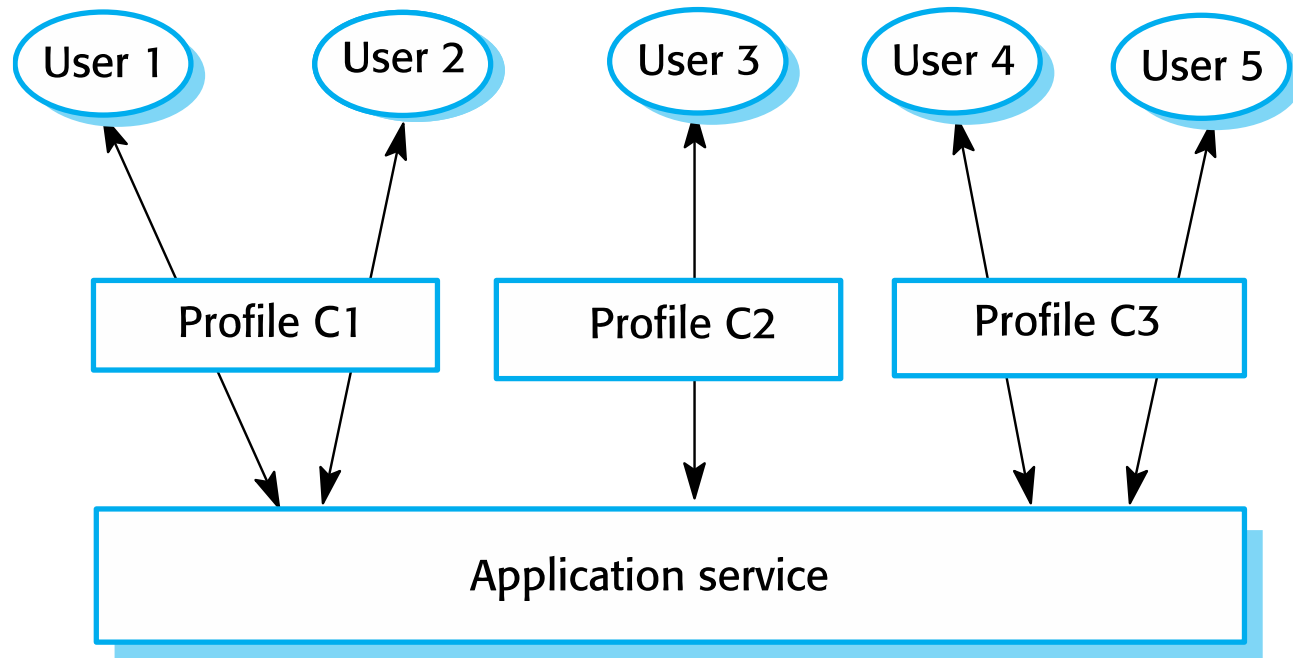 User 1
User 2
User 3
User 4
User 5
Profile C1
Profile C2
Profile C3
Application service